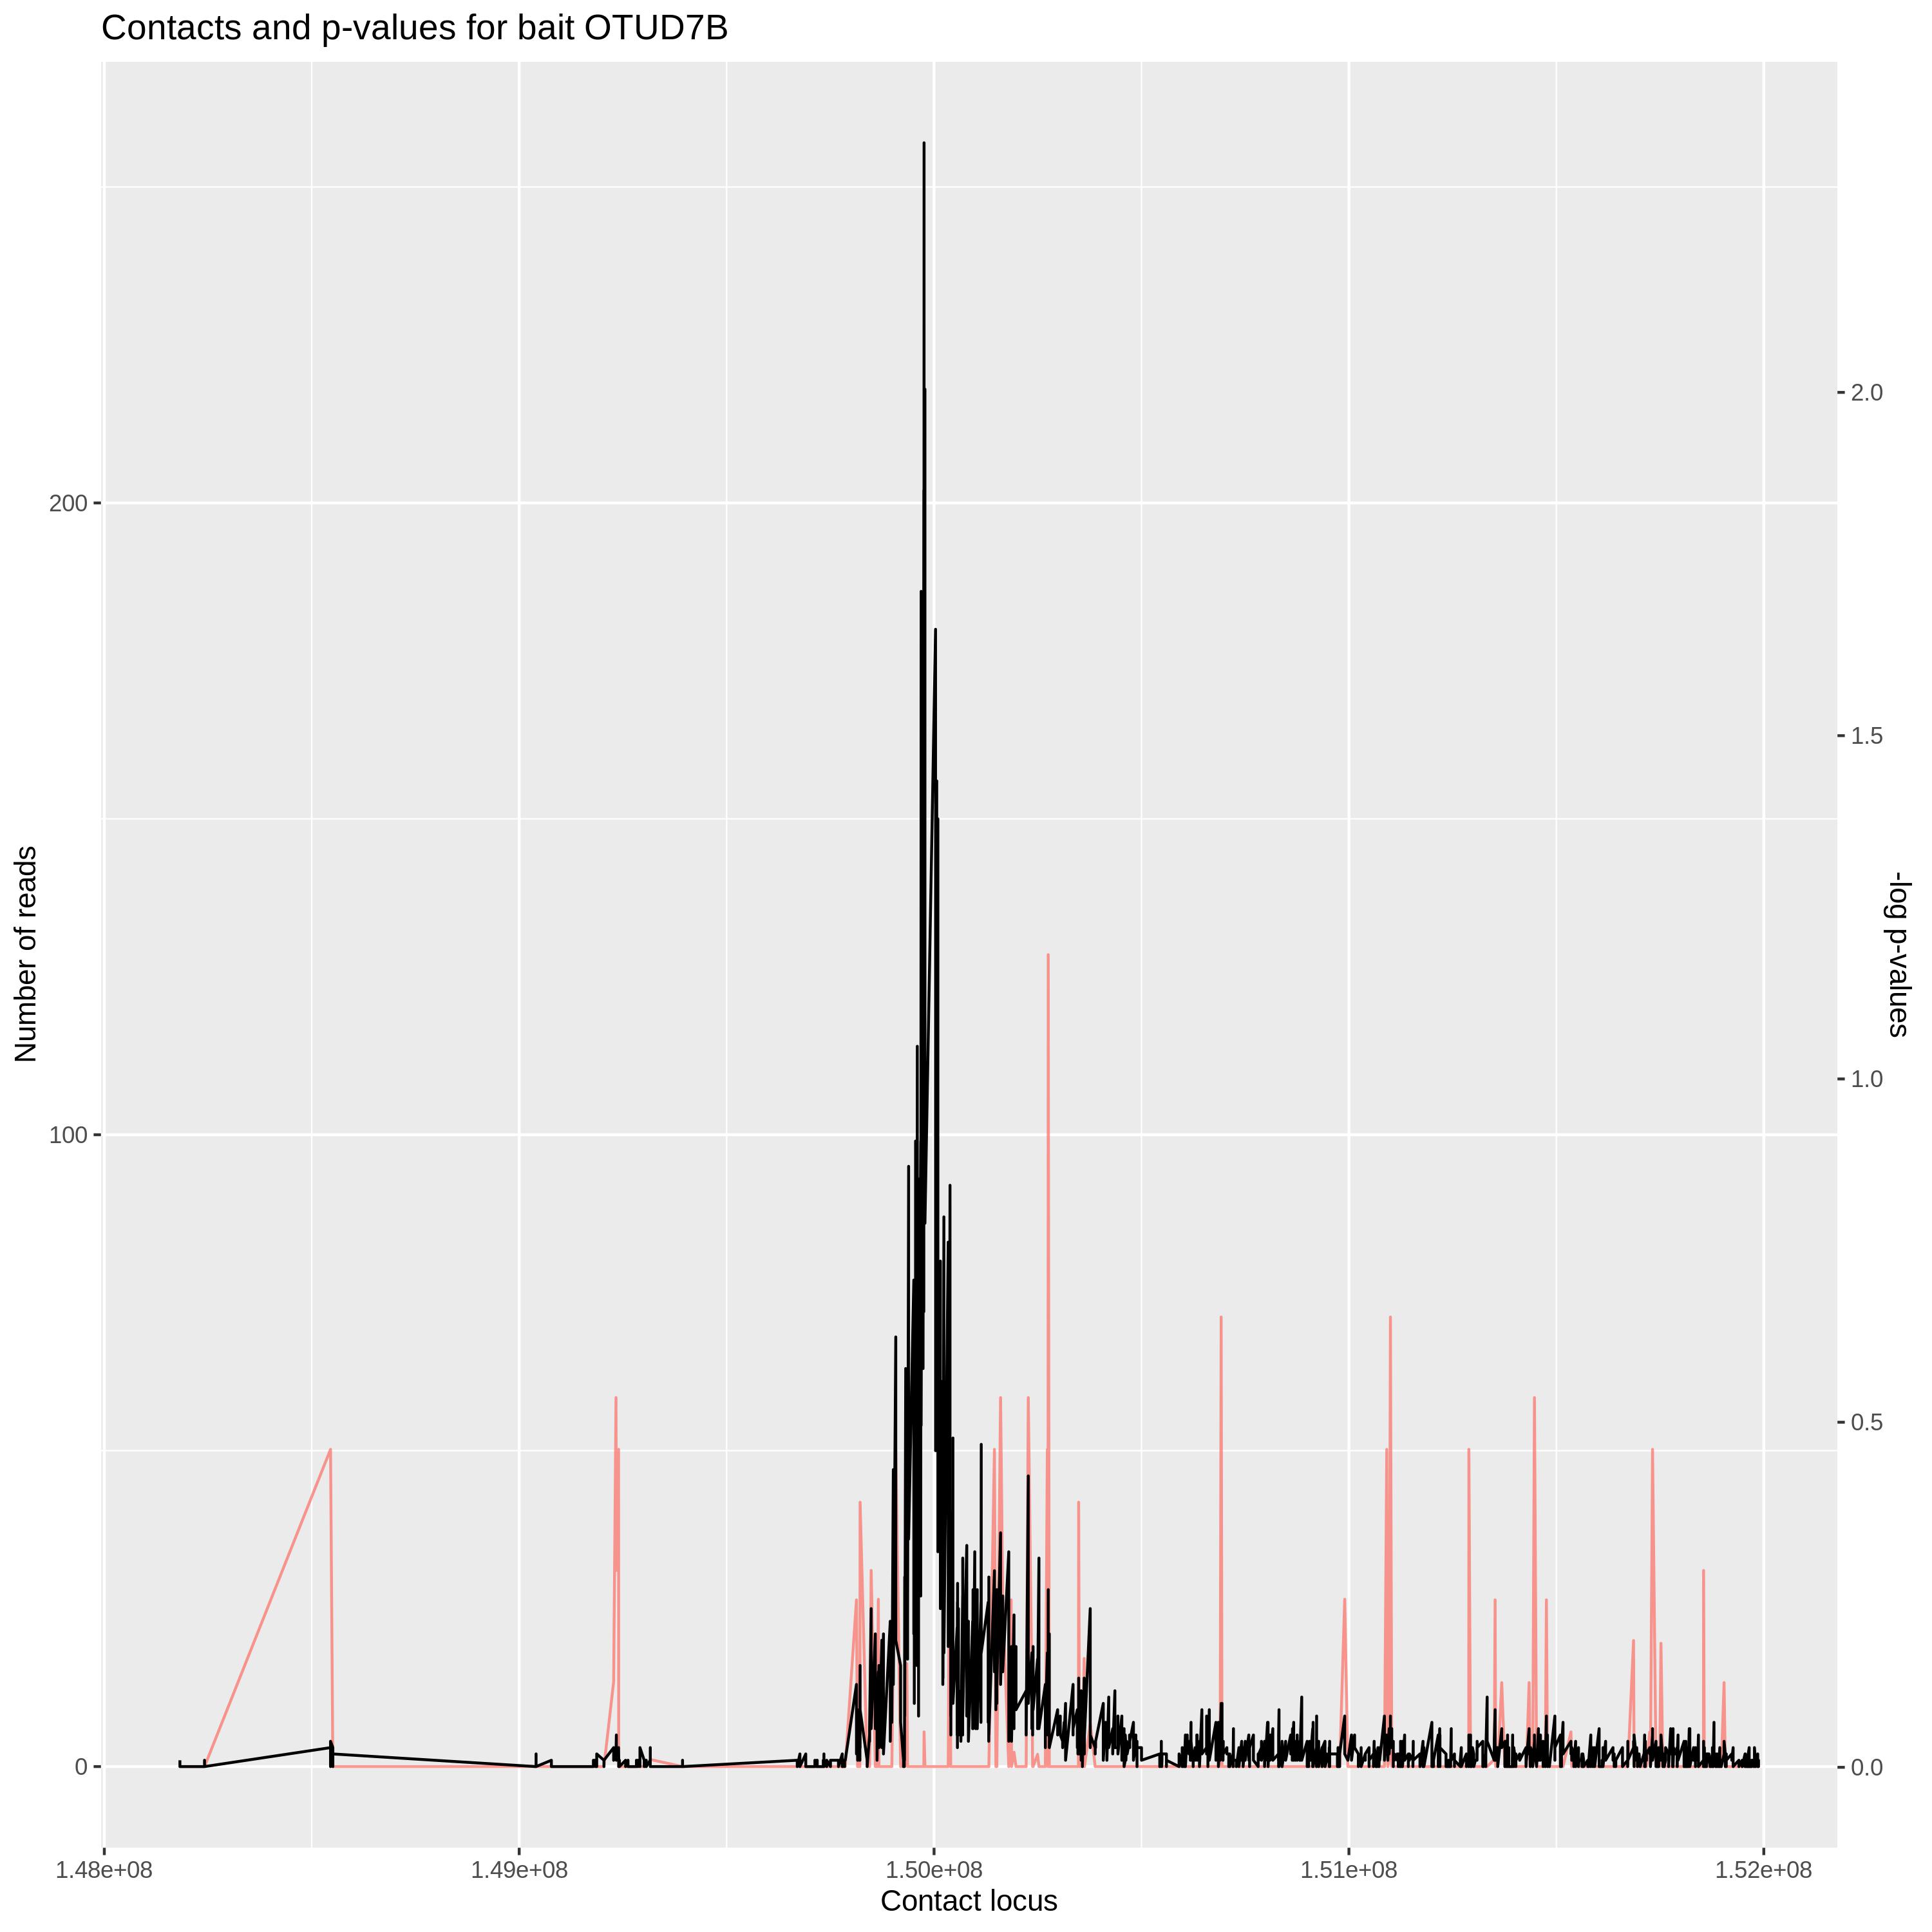 Contacts and p-values for bait OTUD7B
Number of reads
200
100
0
2.0
1.5
1.0
0.5
0.0
-log p-values
1.48e+08 1.49e+08 1.50e+08 1.51e+08 1.52e+08
Contact locus